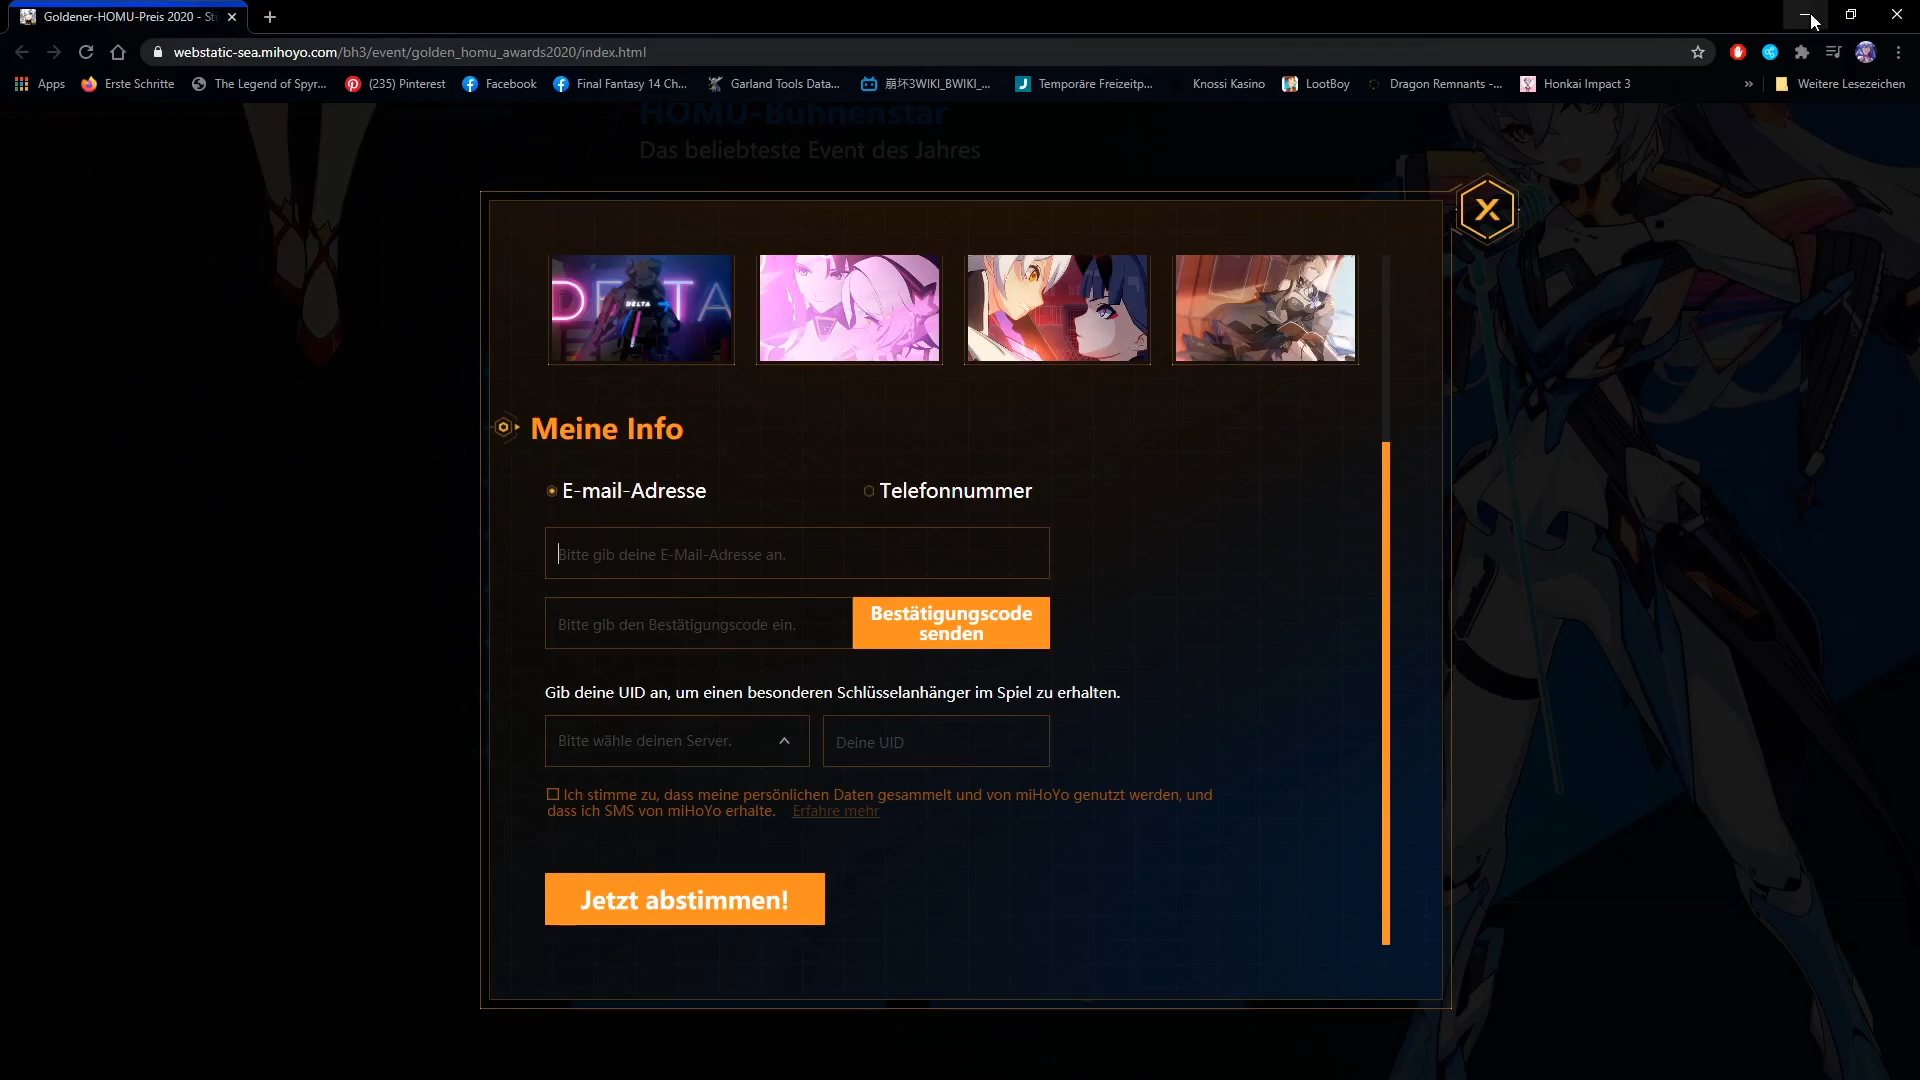 Goldener-HOMU-Preis 2020 - St
webstatic-sea.mihoyo.com/bh3/event/golden_homu_awards2020/index.html
Apps Erste Schritte The Legend of Spyr... (235) Pinterest Facebook Final Fantasy 14 Ch... Garland Tools Data... 崩坏3WIKI_BWIKI_... Temporäre Freizeitp... Knossi Kasino LootBoy Dragon Remnants -... Honkai Impact 3 » Weitere Lesezeichen
HOMU-Bühnenstar
Das beliebteste Event des Jahres
X
DELTA
Meine Info
E-mail-Adresse Telefonnummer
Bitte gib deine E-Mail-Adresse an.
Bitte gib den Bestätigungscode ein.
Bestätigungscode
senden
Gib deine UID an, um einen besonderen Schlüsselanhänger im Spiel zu erhalten.
Bitte wähle deinen Server. Deine UID
Ich stimme zu, dass meine persönlichen Daten gesammelt und von miHoYo genutzt werden, und
dass ich SMS von miHoYo erhalte. Erfahre mehr
Jetzt abstimmen!